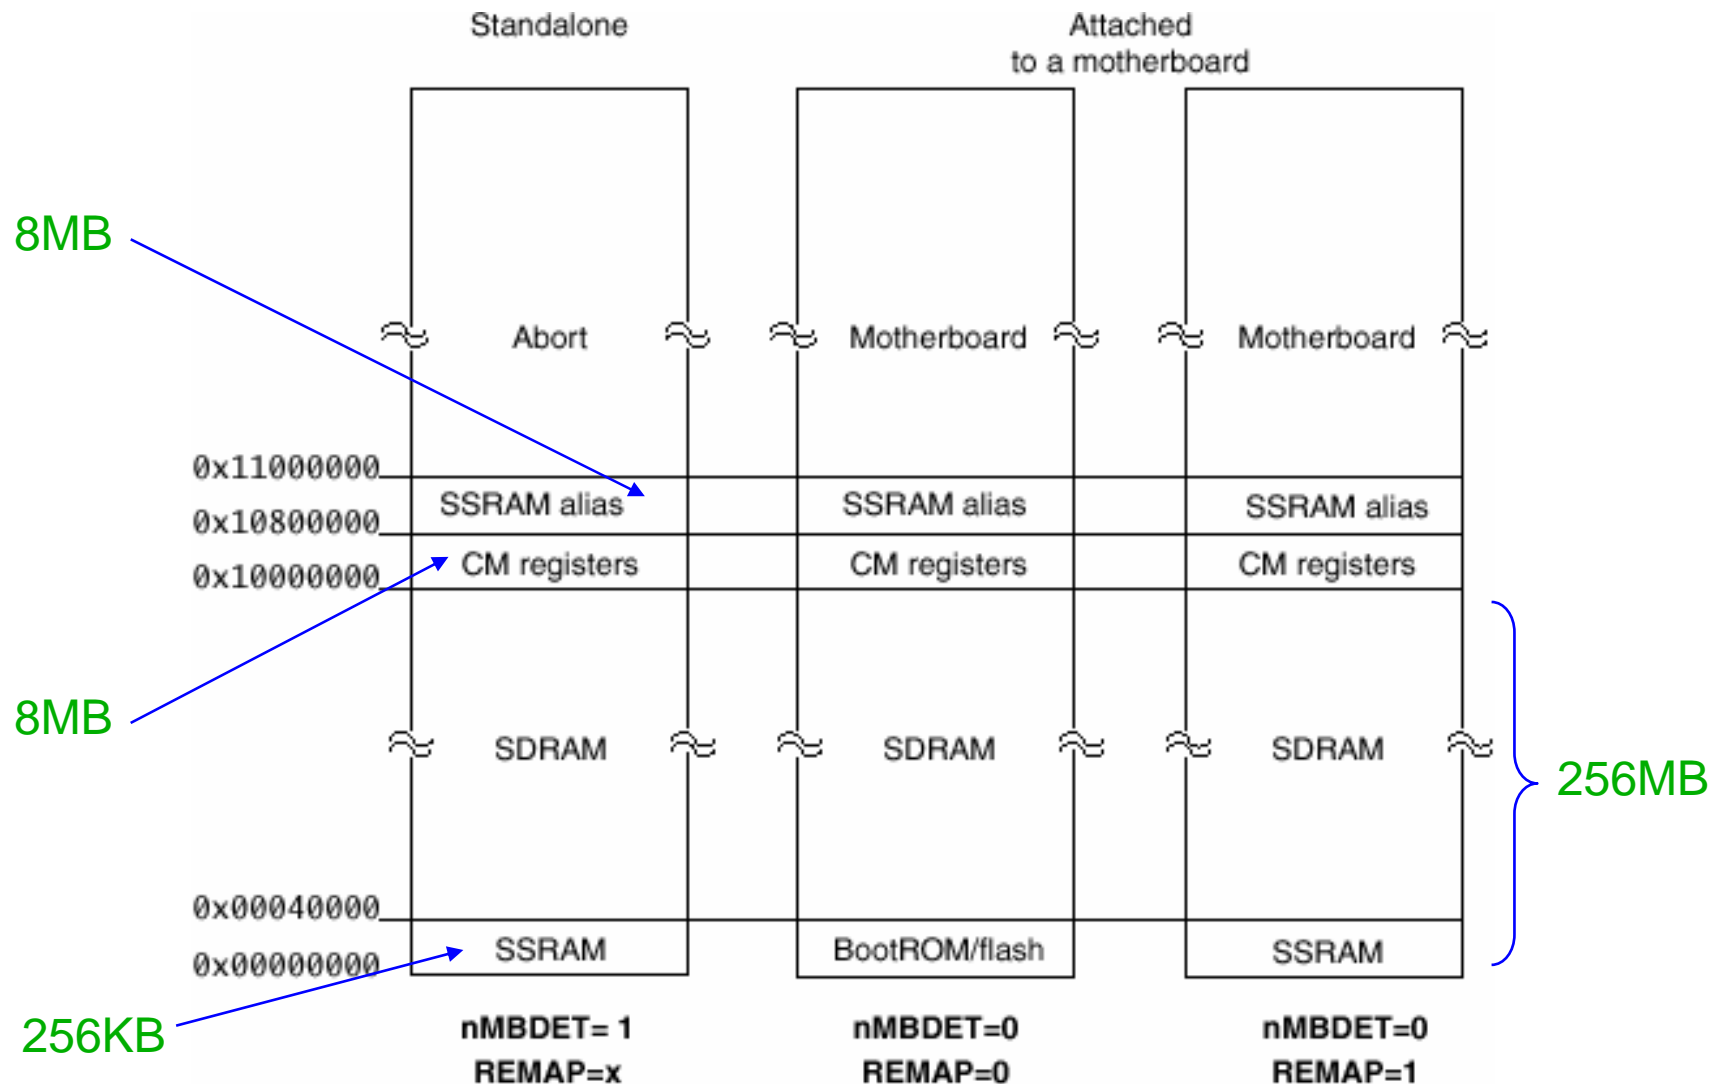 Standalone
Attached
to a motherboard
8MB
Abort
Motherboard
Motherboard
0x11000000
SSRAM alias
SSRAM alias
SSRAM alias
0x10800000
CM registers
CM registers
CM registers
0x10000000
8MB
SDRAM
SDRAM
SDRAM
256MB
0x00040000
SSRAM
BootROM/flash
SSRAM
0x00000000
256KB
nMBDET= 1
nMBDET=0
nMBDET=0
REMAP=x
REMAP=0
REMAP=1